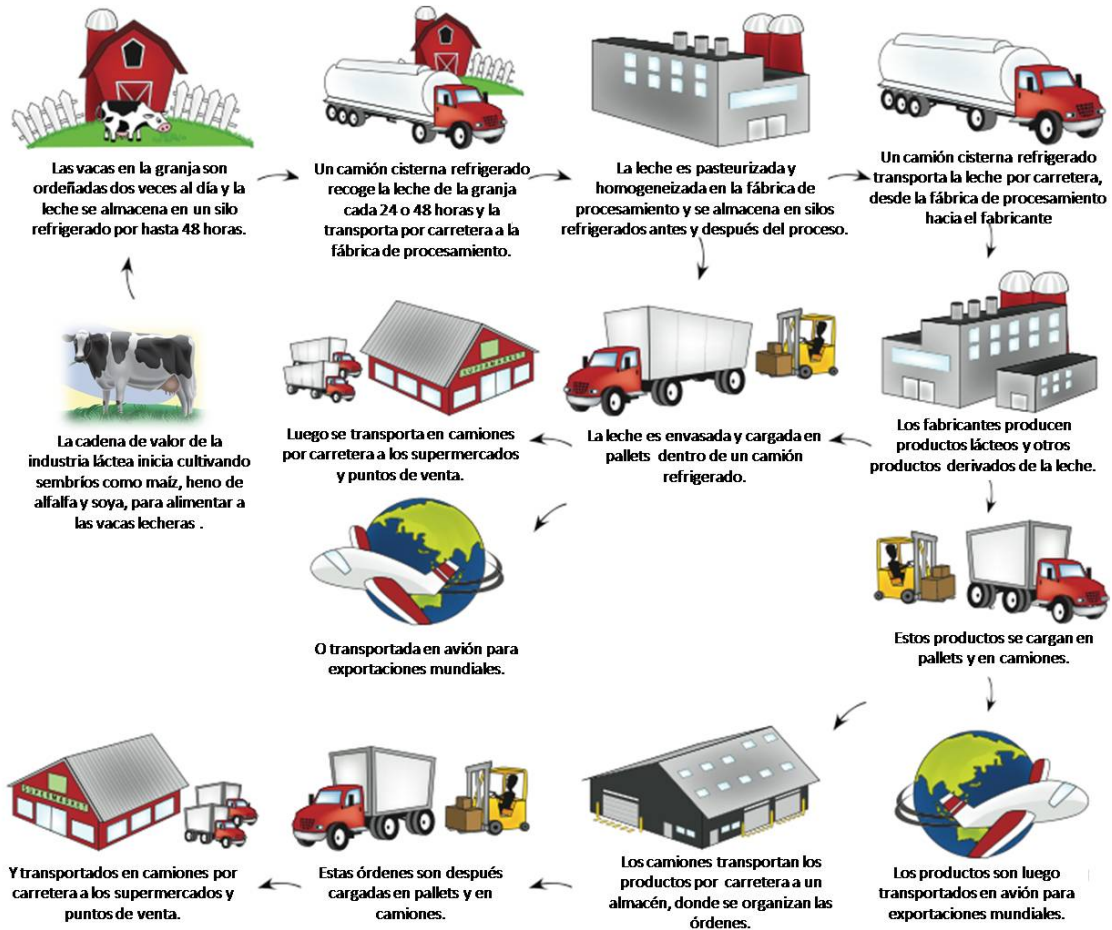 Las vacas en la granja son
ordeñadas dos veces al día y la
leche se almacena en un silo
refrigerado por hasta 48 horas.
Un camión cisterna refrigerado
recoge la leche de la granja
cada 24 o 48 horas y la
transporta por carretera a la
fábrica de procesamiento.
La leche es pasteurizada y
homogeneizada en la fábrica de
procesamiento y se almacena en silos
refrigerados antes y después del proceso.
Un camión cisterna refrigerado
transporta la leche por carretera,
desde la fábrica de procesamiento
hacia el fabricante
La cadena de valor de la
industria láctea inicia cultivando
sembríos como maíz, heno de
alfalfa y soya, para alimentar a
las vacas lecheras .
SUPERMARKET
Luego se transporta en camiones
por carretera a los supermercados
y puntos de venta.
La leche es envasada y cargada en
pallets dentro de un camión
refrigerado.
Los fabricantes producen
productos lácteos y otros
productos derivados de la leche.
O transportada en avión para
exportaciones mundiales.
Estos productos se cargan en
pallets y en camiones.
SUPERMARKET
Y transportados en camiones por
carretera a los supermercados y
puntos de venta.
Estas órdenes son después
cargadas en pallets y en
camiones.
Los camiones transportan los
productos por carretera a un
almacén, donde se organizan las
órdenes.
Los productos son luego
transportados en avión para
exportaciones mundiales.